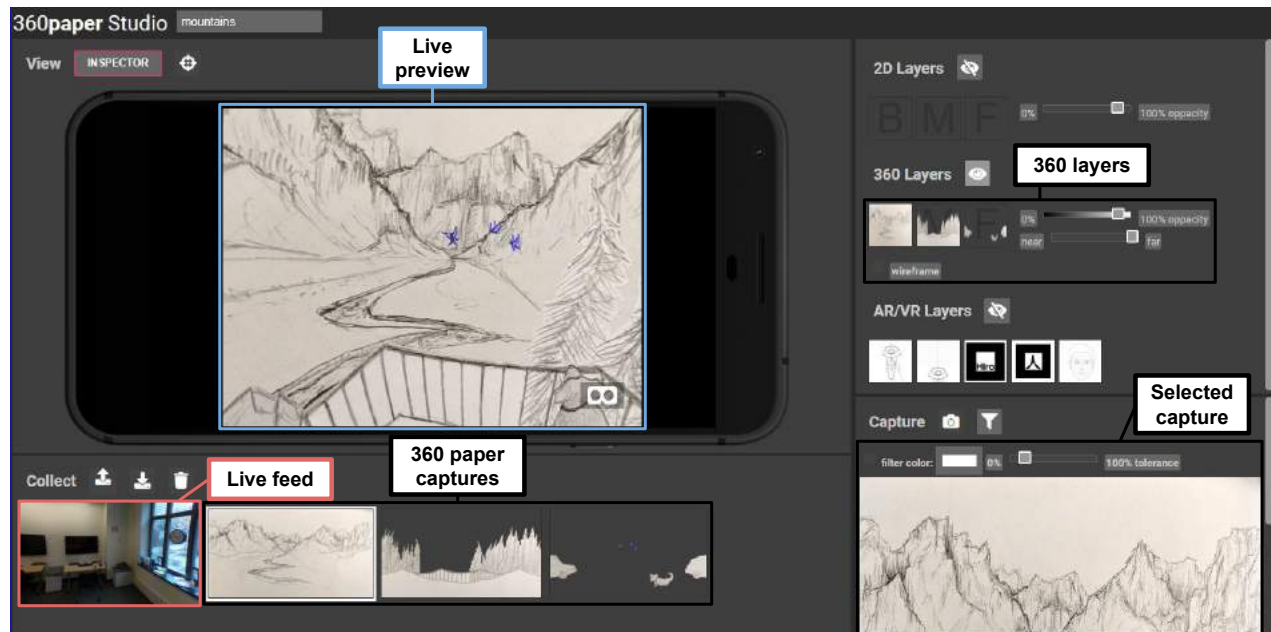 360paper Studio mountains
View INSPECTOR
Live
preview
2D Layers
B M F 0% 100% oppacity
360 Layers
360 layers
M F 0% 100% oppacity
near far
wireframe
AR/VR Layers
Hiro
Selected
capture
Capture
filter color: 0% 100% tolerance
360 paper
captures
Collect
Live feed